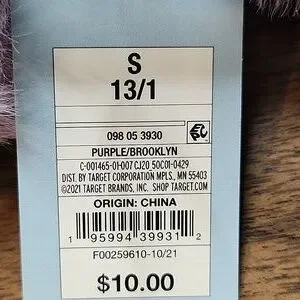 S
13/1
098 05 3930
PURPLE/BROOKLYN
C-001465-01-007 CJ20 50C01-0429
DIST. BY TARGET CORPORATION MPLS., MN 55403
©2021 TARGET BRANDS, INC. SHOP TARGET.COM
ORIGIN: CHINA
1 95994 39931 2
F00259610-10/21
$10.00